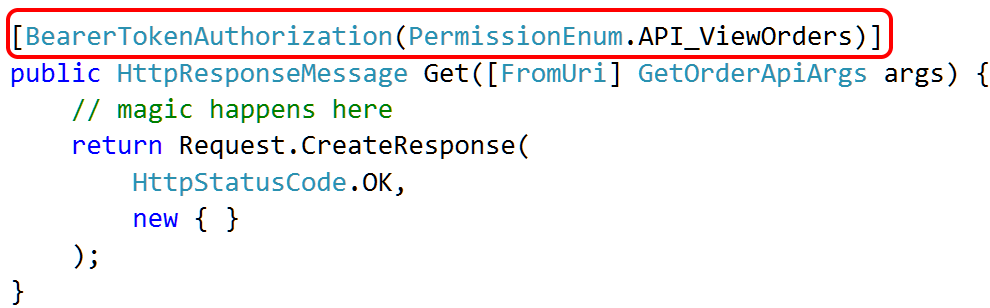 [BearerTokenAuthorization(PermissionEnum.API_ViewOrders)]
public HttpResponseMessage Get([FromUri] GetOrderApiArgs args) {
    // magic happens here
    return Request.CreateResponse(
        HttpStatusCode.OK,
        new { }
    );
}